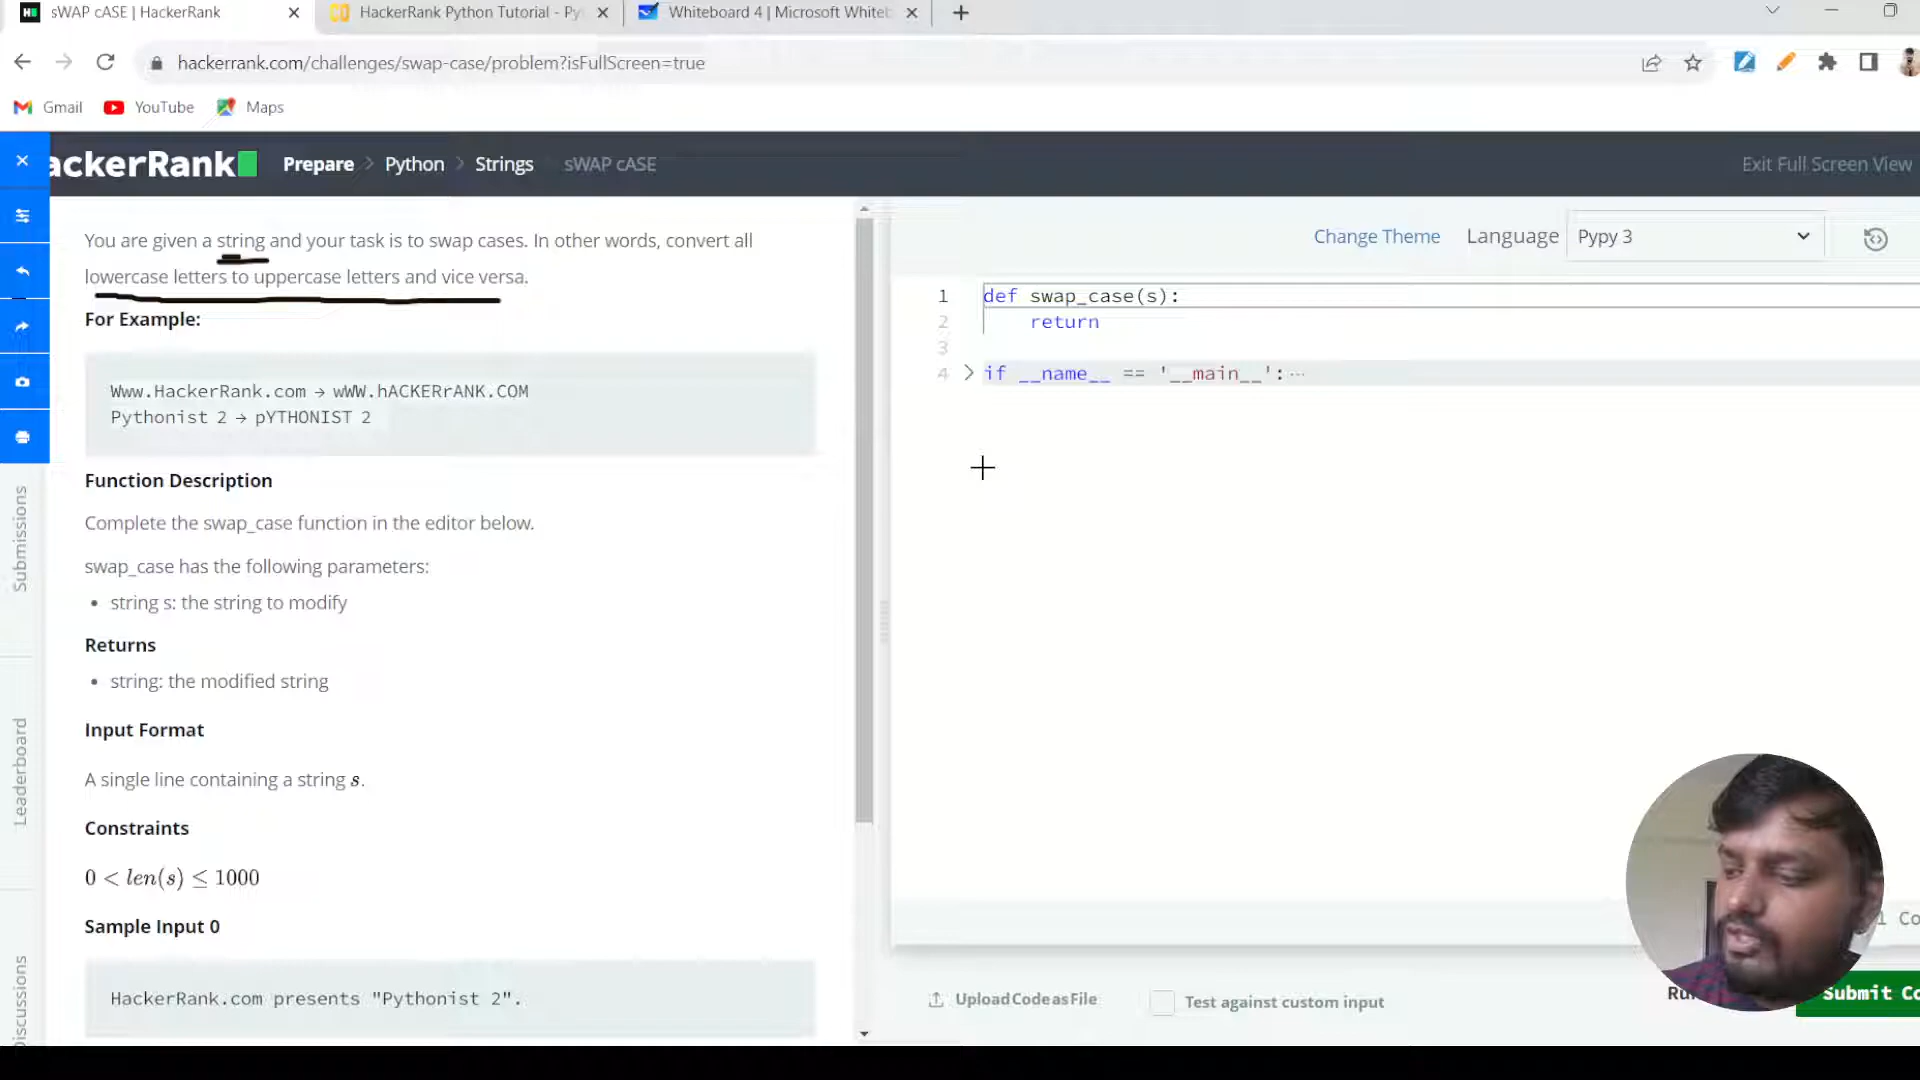 sWAP cASE | HackerRank
HackerRank Python Tutorial - Py
Whiteboard 4 | Microsoft Whiteb
hackerrank.com/challenges/swap-case/problem?isFullScreen=true
Gmail
YouTube
Maps
ackerRank
Prepare > Python > Strings
sWAP cASE
Exit Full Screen View
You are given a string and your task is to swap cases. In other words, convert all
lowercase letters to uppercase letters and vice versa.
For Example:
Www.HackerRank.com → wWW.hACKERrANK.COM
Pythonist 2 → pYTHONIST 2
Function Description
Complete the swap_case function in the editor below.
swap_case has the following parameters:
• string s: the string to modify
Returns
• string: the modified string
Input Format
A single line containing a string s.
Constraints
0 < len(s) ≤ 1000
Sample Input 0
HackerRank.com presents "Pythonist 2".
Submissions
Leaderboard
Discussions
Change Theme
Language
Pypy 3
1 def swap_case(s):
2 return
3
4 > if __name__ == '__main__':···
Upload Code as File
Test against custom input
Submit Co